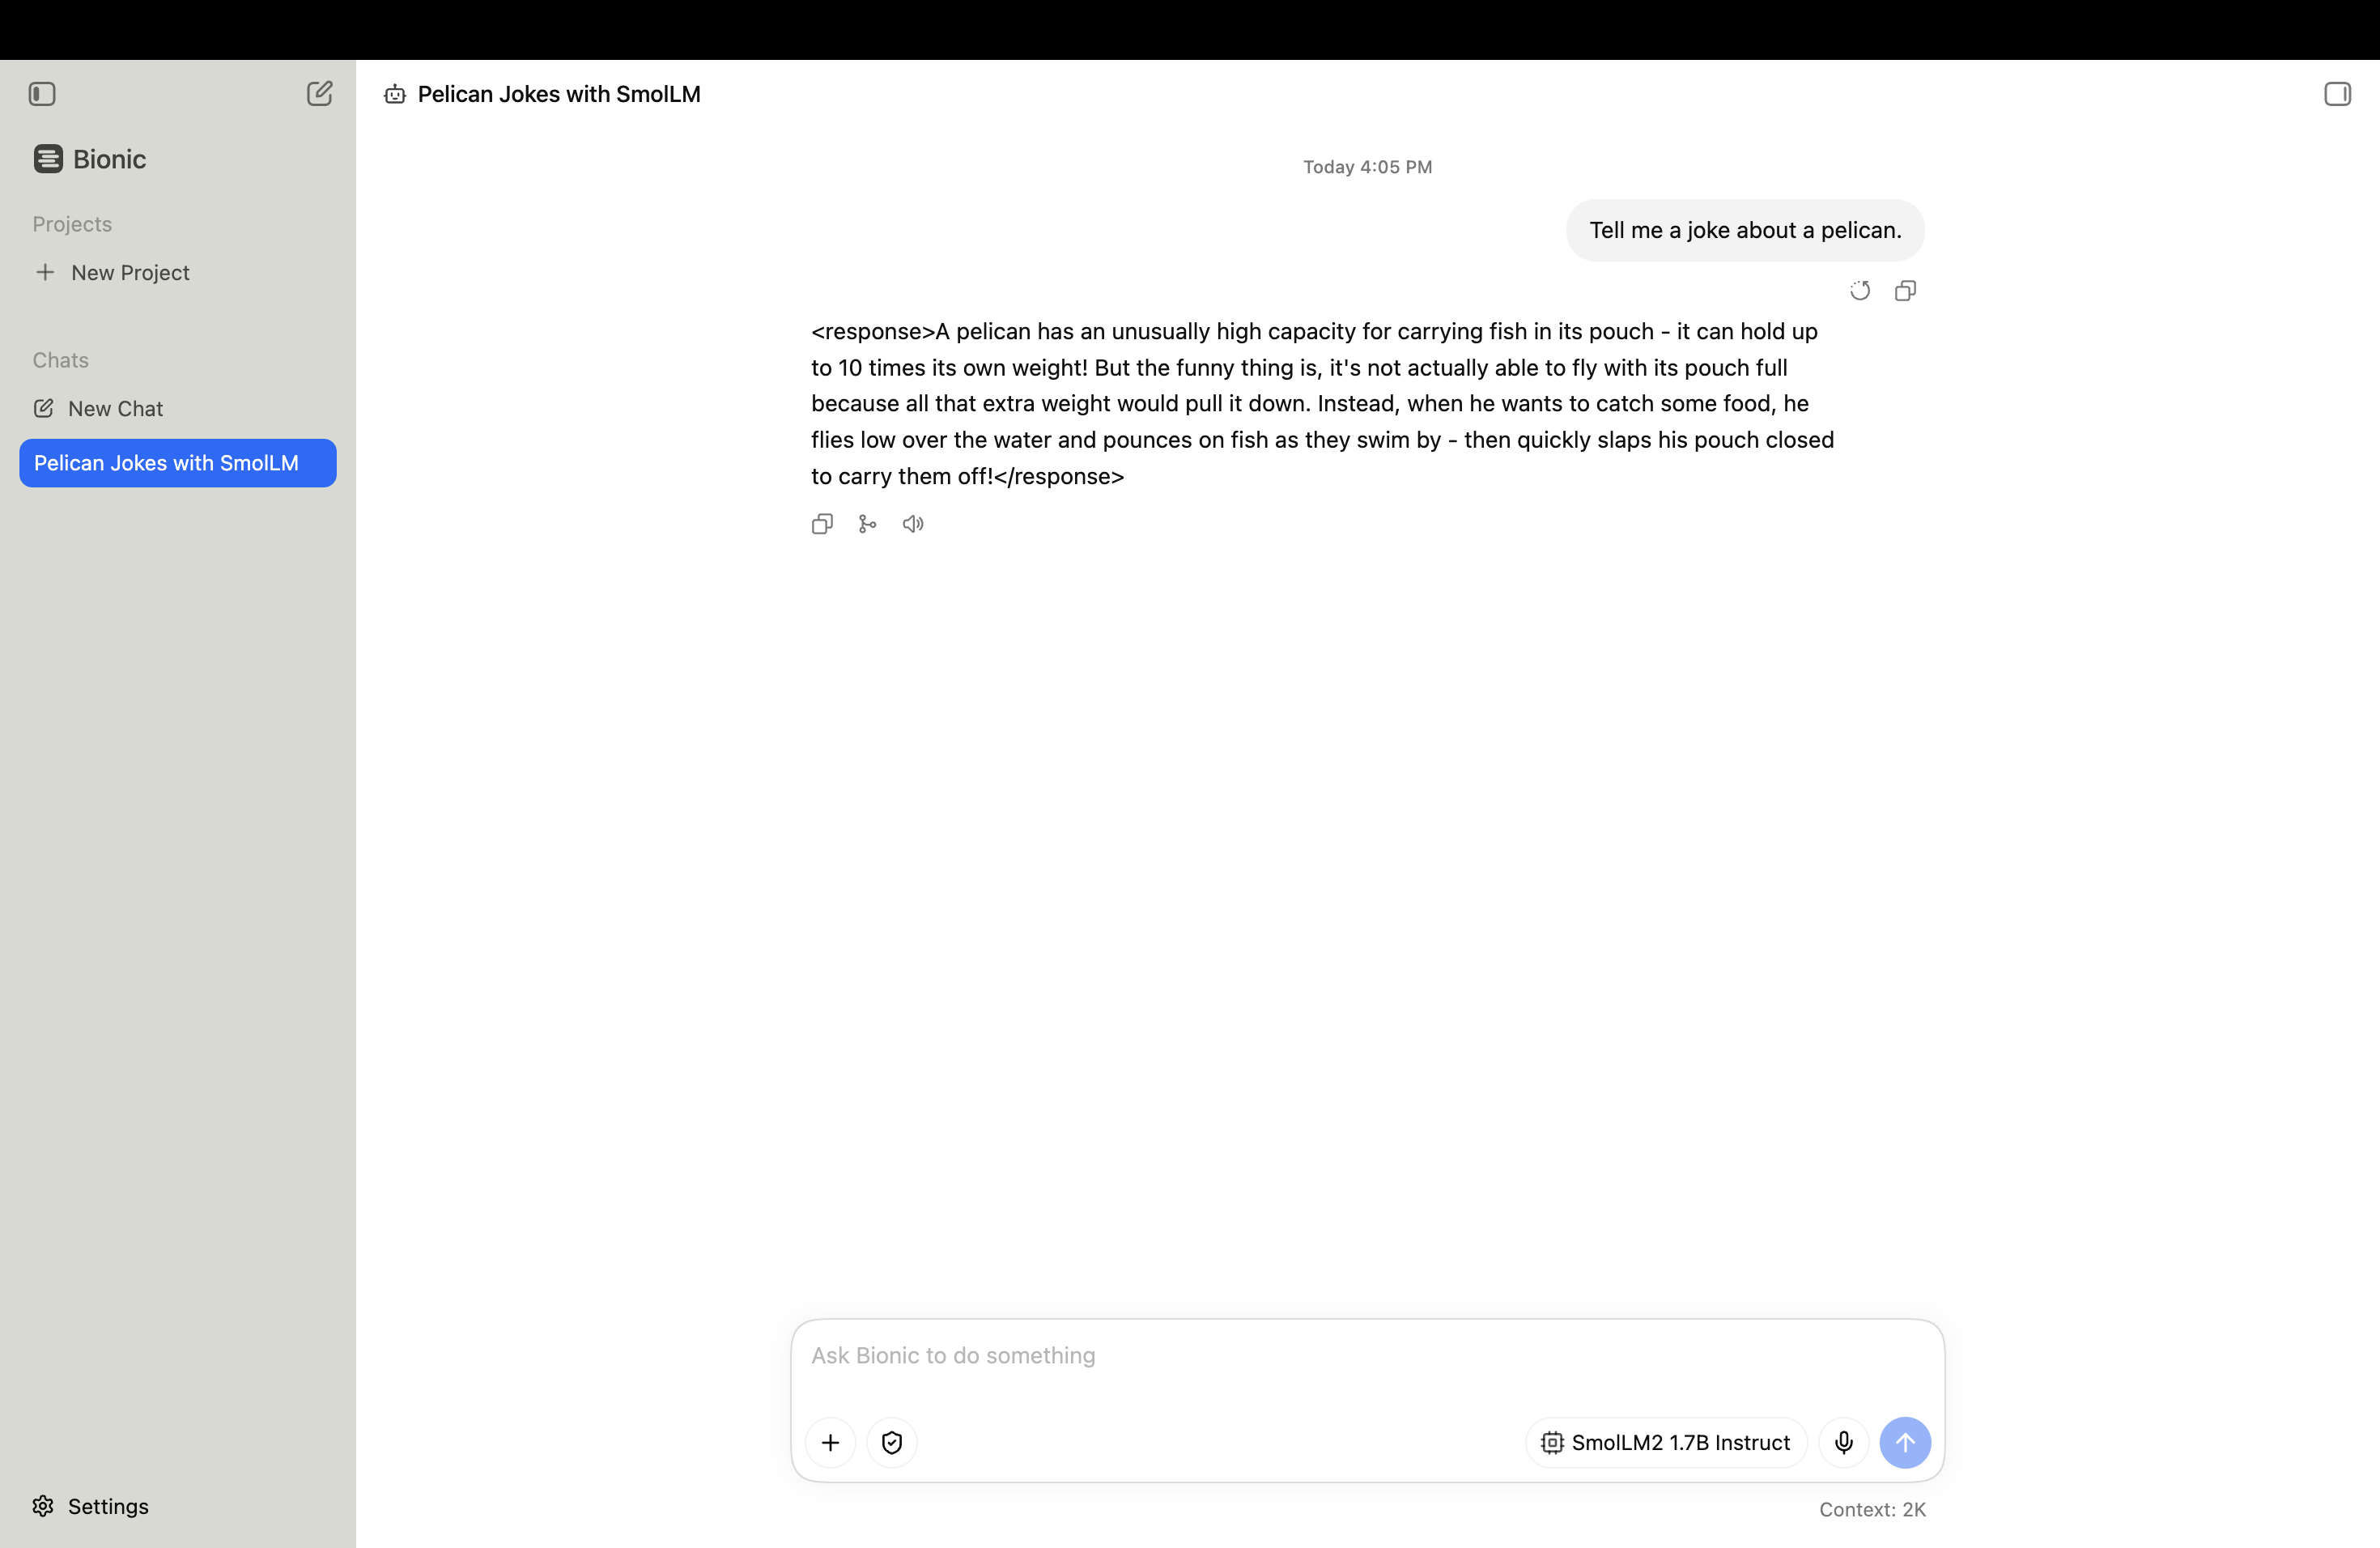 Pelican Jokes with SmolLM
Bionic
Projects
New Project
Chats
New Chat
Pelican Jokes with SmolLM
Settings
Today 4:05 PM
Tell me a joke about a pelican.
<response>A pelican has an unusually high capacity for carrying fish in its pouch - it can hold up
to 10 times its own weight! But the funny thing is, it's not actually able to fly with its pouch full
because all that extra weight would pull it down. Instead, when he wants to catch some food, he
flies low over the water and pounces on fish as they swim by - then quickly slaps his pouch closed
to carry them off!</response>
Ask Bionic to do something
SmolLM2 1.7B Instruct
Context: 2K